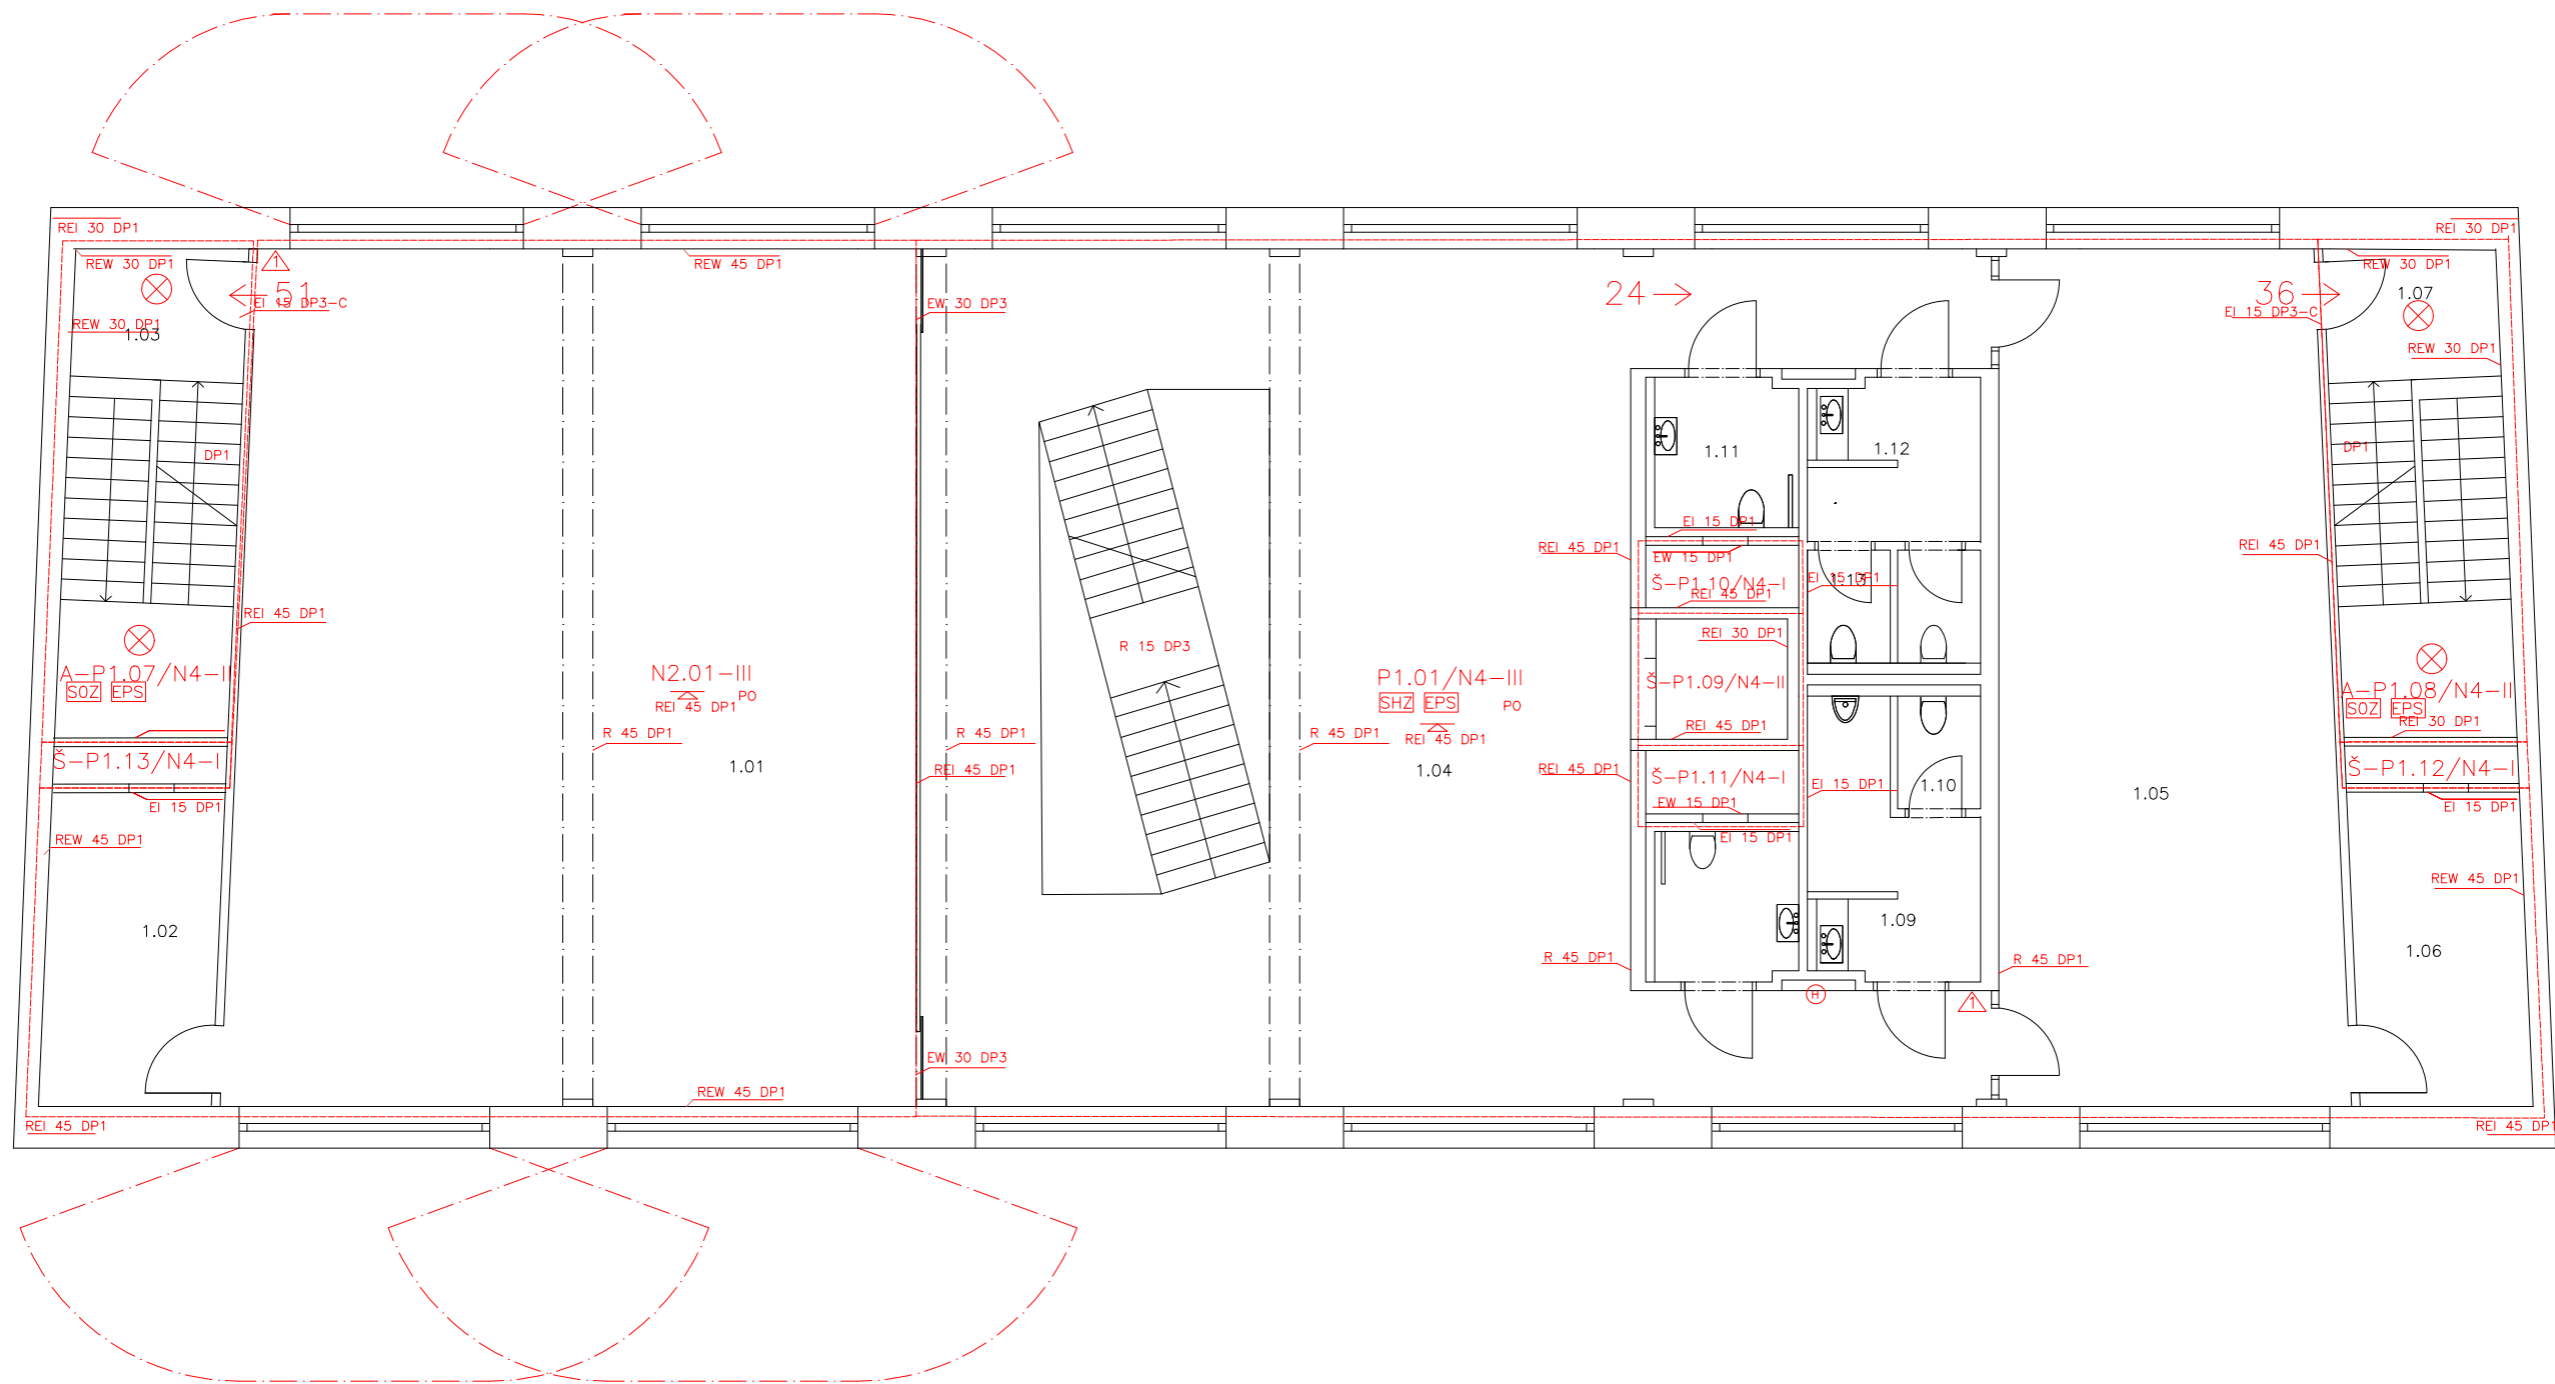 REI 30 DP1
REI 30 DP1
REW 30 DP1
1
REW 45 DP1
REW 30 DP1
51
EI 15 DP3-C
EW 30 DP3
24
36
1.07
EI 15 DP3-C
REW 30 DP1
1.03
REW 30 DP1
DP1
1.11
1.12
DP1
EI 15 DP1
REI 45 DP1
EW 15 DP1
REI 45 DP1
Š-P1.10/N4-I
EI 15 DP1
1.13
REI 45 DP1
REI 45 DP1
R 15 DP3
REI 30 DP1
A-P1.07/N4-II
SOZ EPS
N2.01-III
REI 45 DP1
PO
P1.01/N4-III
SHZ EPS
PO
REI 45 DP1
Š-P1.09/N4-II
A-P1.08/N4-II
SOZ EPS
REI 30 DP1
R 45 DP1
R 45 DP1
R 45 DP1
REI 45 DP1
Š-P1.13/N4-I
1.01
REI 45 DP1
1.04
REI 45 DP1
Š-P1.11/N4-I
EI 15 DP1
1.10
1.05
Š-P1.12/N4-I
EI 15 DP1
EW 15 DP1
EI 15 DP1
EI 15 DP1
REW 45 DP1
REW 45 DP1
1.02
1.09
1.06
R 45 DP1
R 45 DP1
H
1
EW 30 DP3
REW 45 DP1
REI 45 DP1
REI 45 DP1